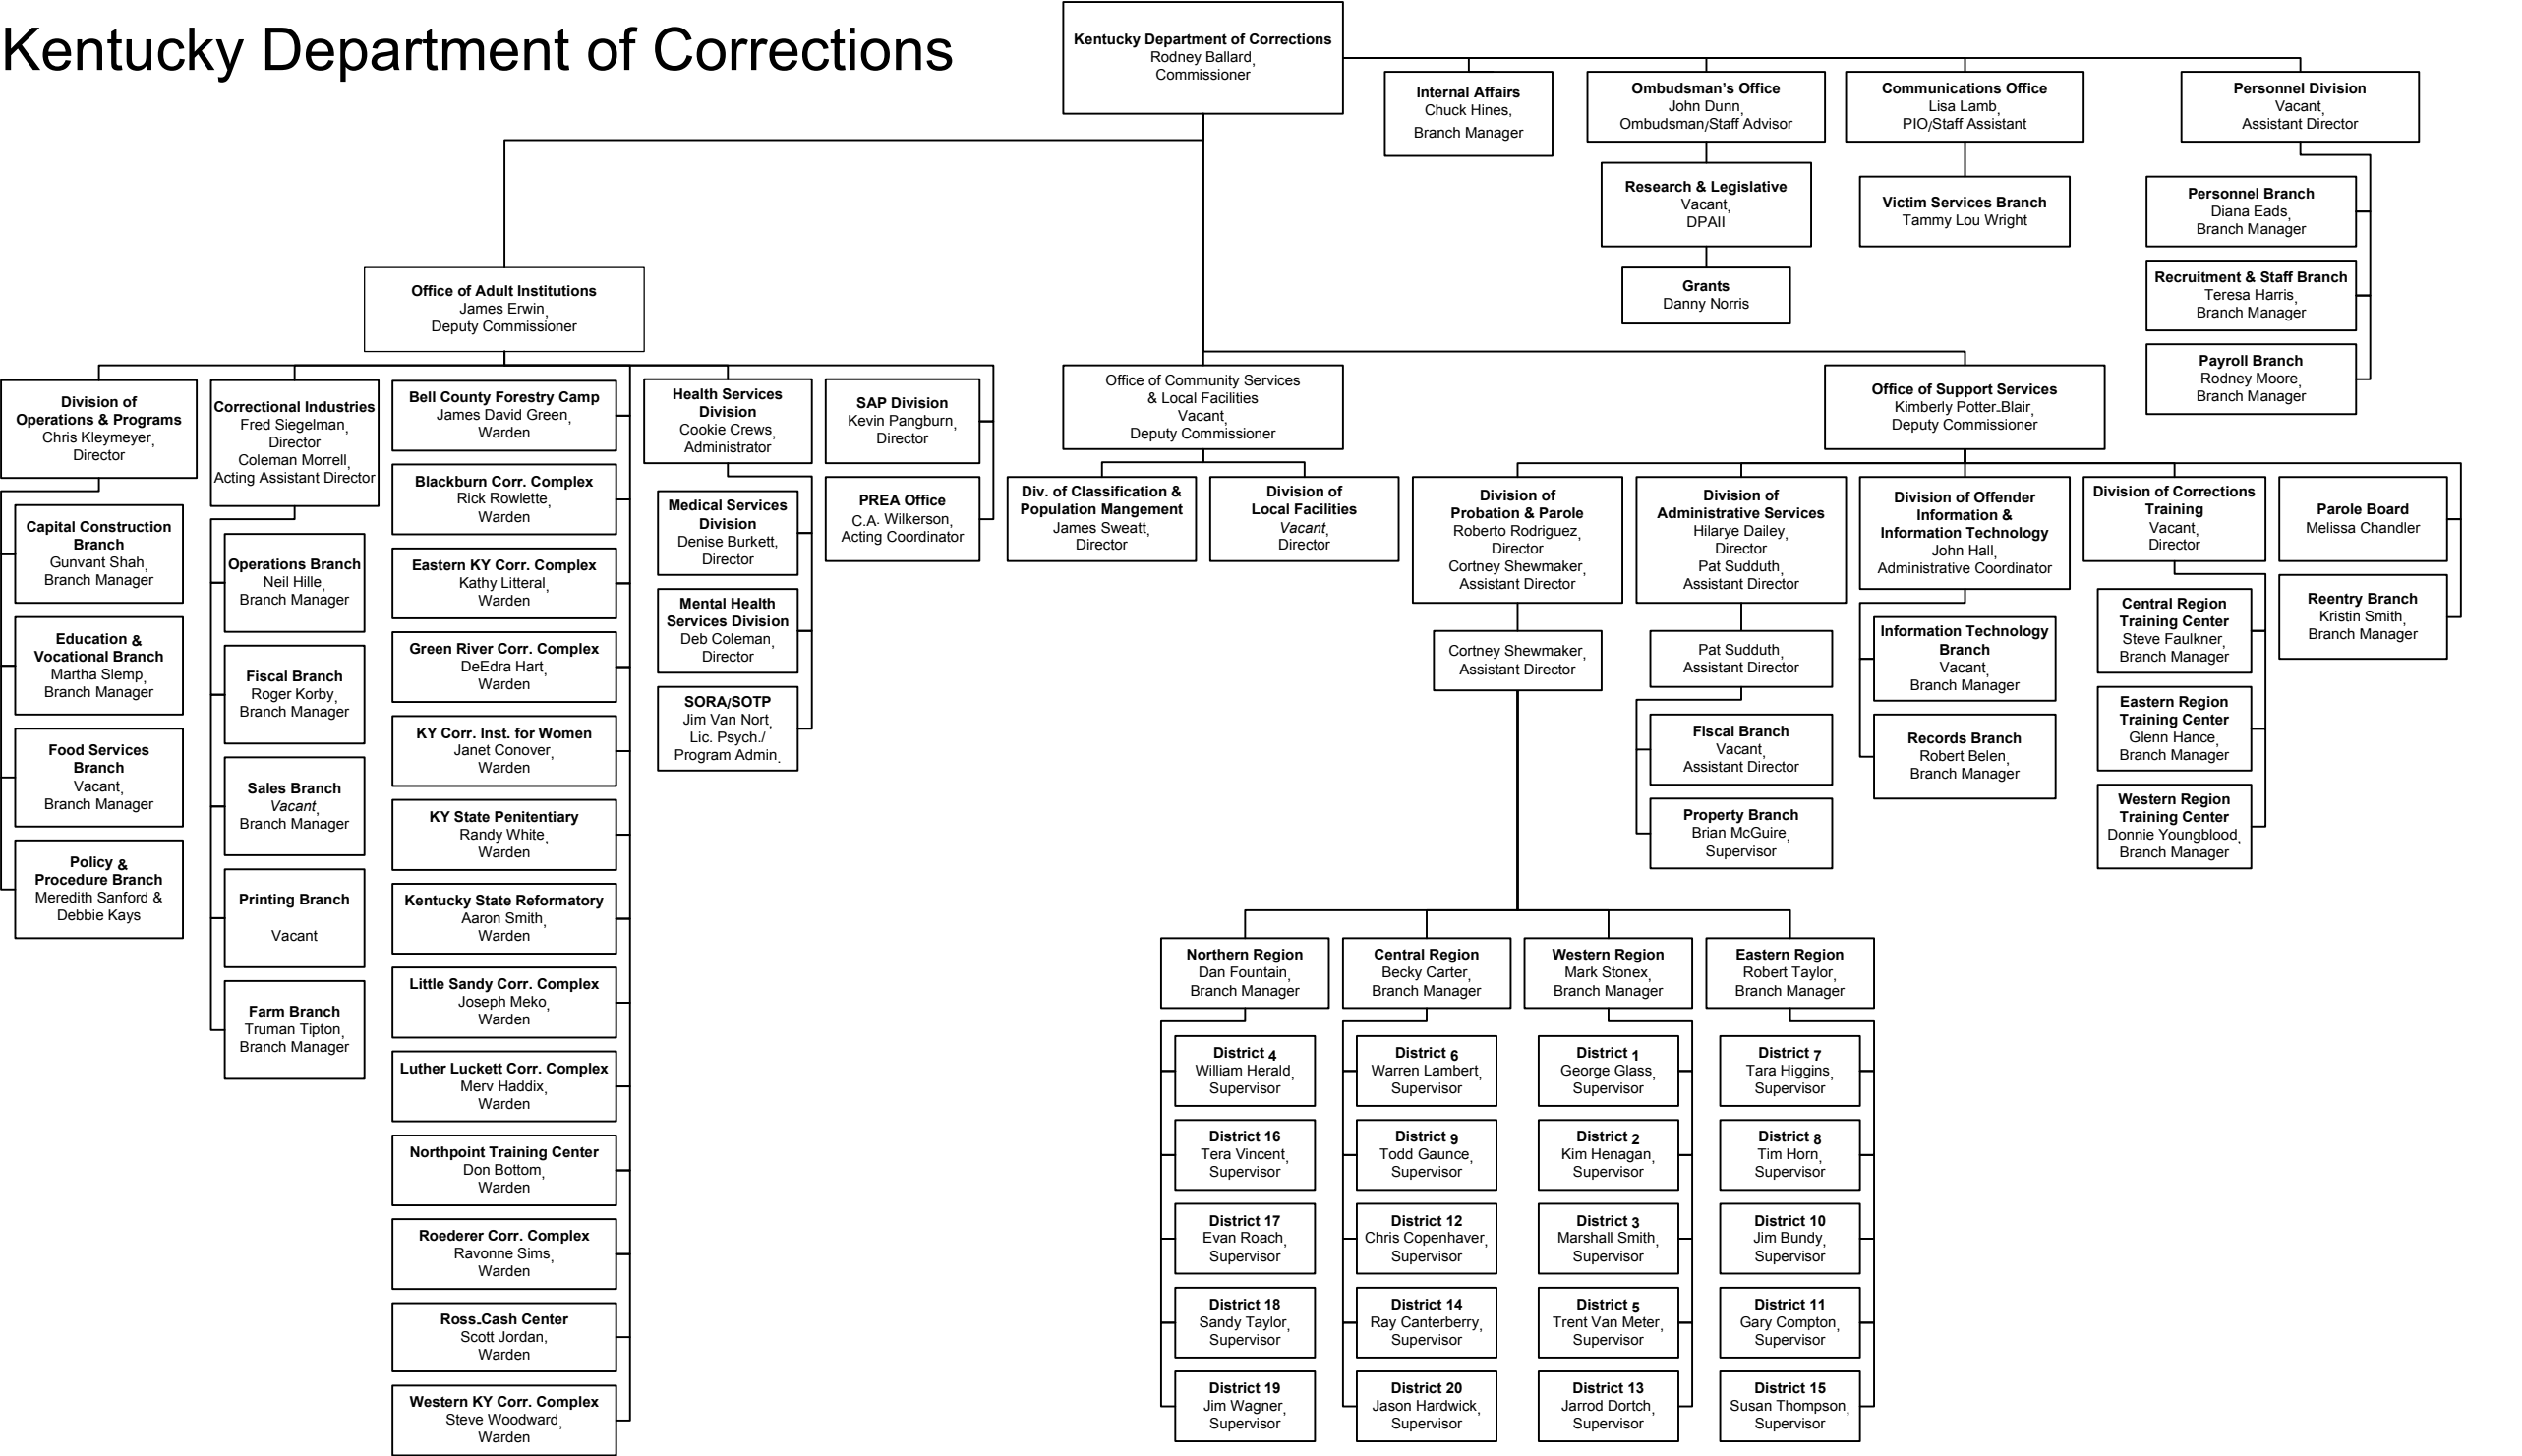 Kentucky Department of Corrections
Kentucky Department of Corrections
Rodney Ballard,
Commissioner
Internal Affairs
Chuck Hines,
Branch Manager
Ombudsman’s Office
John Dunn,
Ombudsman/Staff Advisor
Research & Legislative
Vacant,
DPAII
Grants
Danny Norris
Communications Office
Lisa Lamb,
PIO/Staff Assistant
Victim Services Branch
Tammy Lou Wright
Personnel Division
Vacant,
Assistant Director
Personnel Branch
Diana Eads,
Branch Manager
Recruitment & Staff Branch
Teresa Harris,
Branch Manager
Payroll Branch
Rodney Moore,
Branch Manager
Office of Adult Institutions
James Erwin,
Deputy Commissioner
Division of
Operations & Programs
Chris Kleymeyer,
Director
Capital Construction
Branch
Gunvant Shah,
Branch Manager
Education &
Vocational Branch
Martha Slemp,
Branch Manager
Food Services
Branch
Vacant,
Branch Manager
Policy &
Procedure Branch
Meredith Sanford &
Debbie Kays
Correctional Industries
Fred Siegelman,
Director
Coleman Morrell,
Acting Assistant Director
Operations Branch
Neil Hille,
Branch Manager
Fiscal Branch
Roger Korby,
Branch Manager
Sales Branch
Vacant,
Branch Manager
Printing Branch
Vacant
Farm Branch
Truman Tipton,
Branch Manager
Bell County Forestry Camp
James David Green,
Warden
Blackburn Corr. Complex
Rick Rowlette,
Warden
Eastern KY Corr. Complex
Kathy Litteral,
Warden
Green River Corr. Complex
DeEdra Hart,
Warden
KY Corr. Inst. for Women
Janet Conover,
Warden
KY State Penitentiary
Randy White,
Warden
Kentucky State Reformatory
Aaron Smith,
Warden
Little Sandy Corr. Complex
Joseph Meko,
Warden
Luther Luckett Corr. Complex
Merv Haddix,
Warden
Northpoint Training Center
Don Bottom,
Warden
Roederer Corr. Complex
Ravonne Sims,
Warden
Ross-Cash Center
Scott Jordan,
Warden
Western KY Corr. Complex
Steve Woodward,
Warden
Health Services
Division
Cookie Crews,
Administrator
Medical Services
Division
Denise Burkett,
Director
Mental Health
Services Division
Deb Coleman,
Director
SORA/SOTP
Jim Van Nort,
Lic. Psych./
Program Admin.
SAP Division
Kevin Pangburn,
Director
PREA Office
C.A. Wilkerson,
Acting Coordinator
Office of Community Services
& Local Facilities
Vacant,
Deputy Commissioner
Div. of Classification &
Population Mangement
James Sweatt,
Director
Division of
Local Facilities
Vacant,
Director
Office of Support Services
Kimberly Potter-Blair,
Deputy Commissioner
Division of
Probation & Parole
Roberto Rodriguez,
Director
Cortney Shewmaker,
Assistant Director
Cortney Shewmaker,
Assistant Director
Division of
Administrative Services
Hilarye Dailey,
Director
Pat Sudduth,
Assistant Director
Pat Sudduth,
Assistant Director
Fiscal Branch
Vacant,
Assistant Director
Property Branch
Brian McGuire,
Supervisor
Division of Offender
Information &
Information Technology
John Hall,
Administrative Coordinator
Information Technology
Branch
Vacant,
Branch Manager
Records Branch
Robert Belen,
Branch Manager
Division of Corrections
Training
Vacant,
Director
Central Region
Training Center
Steve Faulkner,
Branch Manager
Eastern Region
Training Center
Glenn Hance,
Branch Manager
Western Region
Training Center
Donnie Youngblood,
Branch Manager
Parole Board
Melissa Chandler
Reentry Branch
Kristin Smith,
Branch Manager
Northern Region
Dan Fountain,
Branch Manager
District 4
William Herald,
Supervisor
District 16
Tera Vincent,
Supervisor
District 17
Evan Roach,
Supervisor
District 18
Sandy Taylor,
Supervisor
District 19
Jim Wagner,
Supervisor
Central Region
Becky Carter,
Branch Manager
District 6
Warren Lambert,
Supervisor
District 9
Todd Gaunce,
Supervisor
District 12
Chris Copenhaver,
Supervisor
District 14
Ray Canterberry,
Supervisor
District 20
Jason Hardwick,
Supervisor
Western Region
Mark Stonex,
Branch Manager
District 1
George Glass,
Supervisor
District 2
Kim Henagan,
Supervisor
District 3
Marshall Smith,
Supervisor
District 5
Trent Van Meter,
Supervisor
District 13
Jarrod Dortch,
Supervisor
Eastern Region
Robert Taylor,
Branch Manager
District 7
Tara Higgins,
Supervisor
District 8
Tim Horn,
Supervisor
District 10
Jim Bundy,
Supervisor
District 11
Gary Compton,
Supervisor
District 15
Susan Thompson,
Supervisor